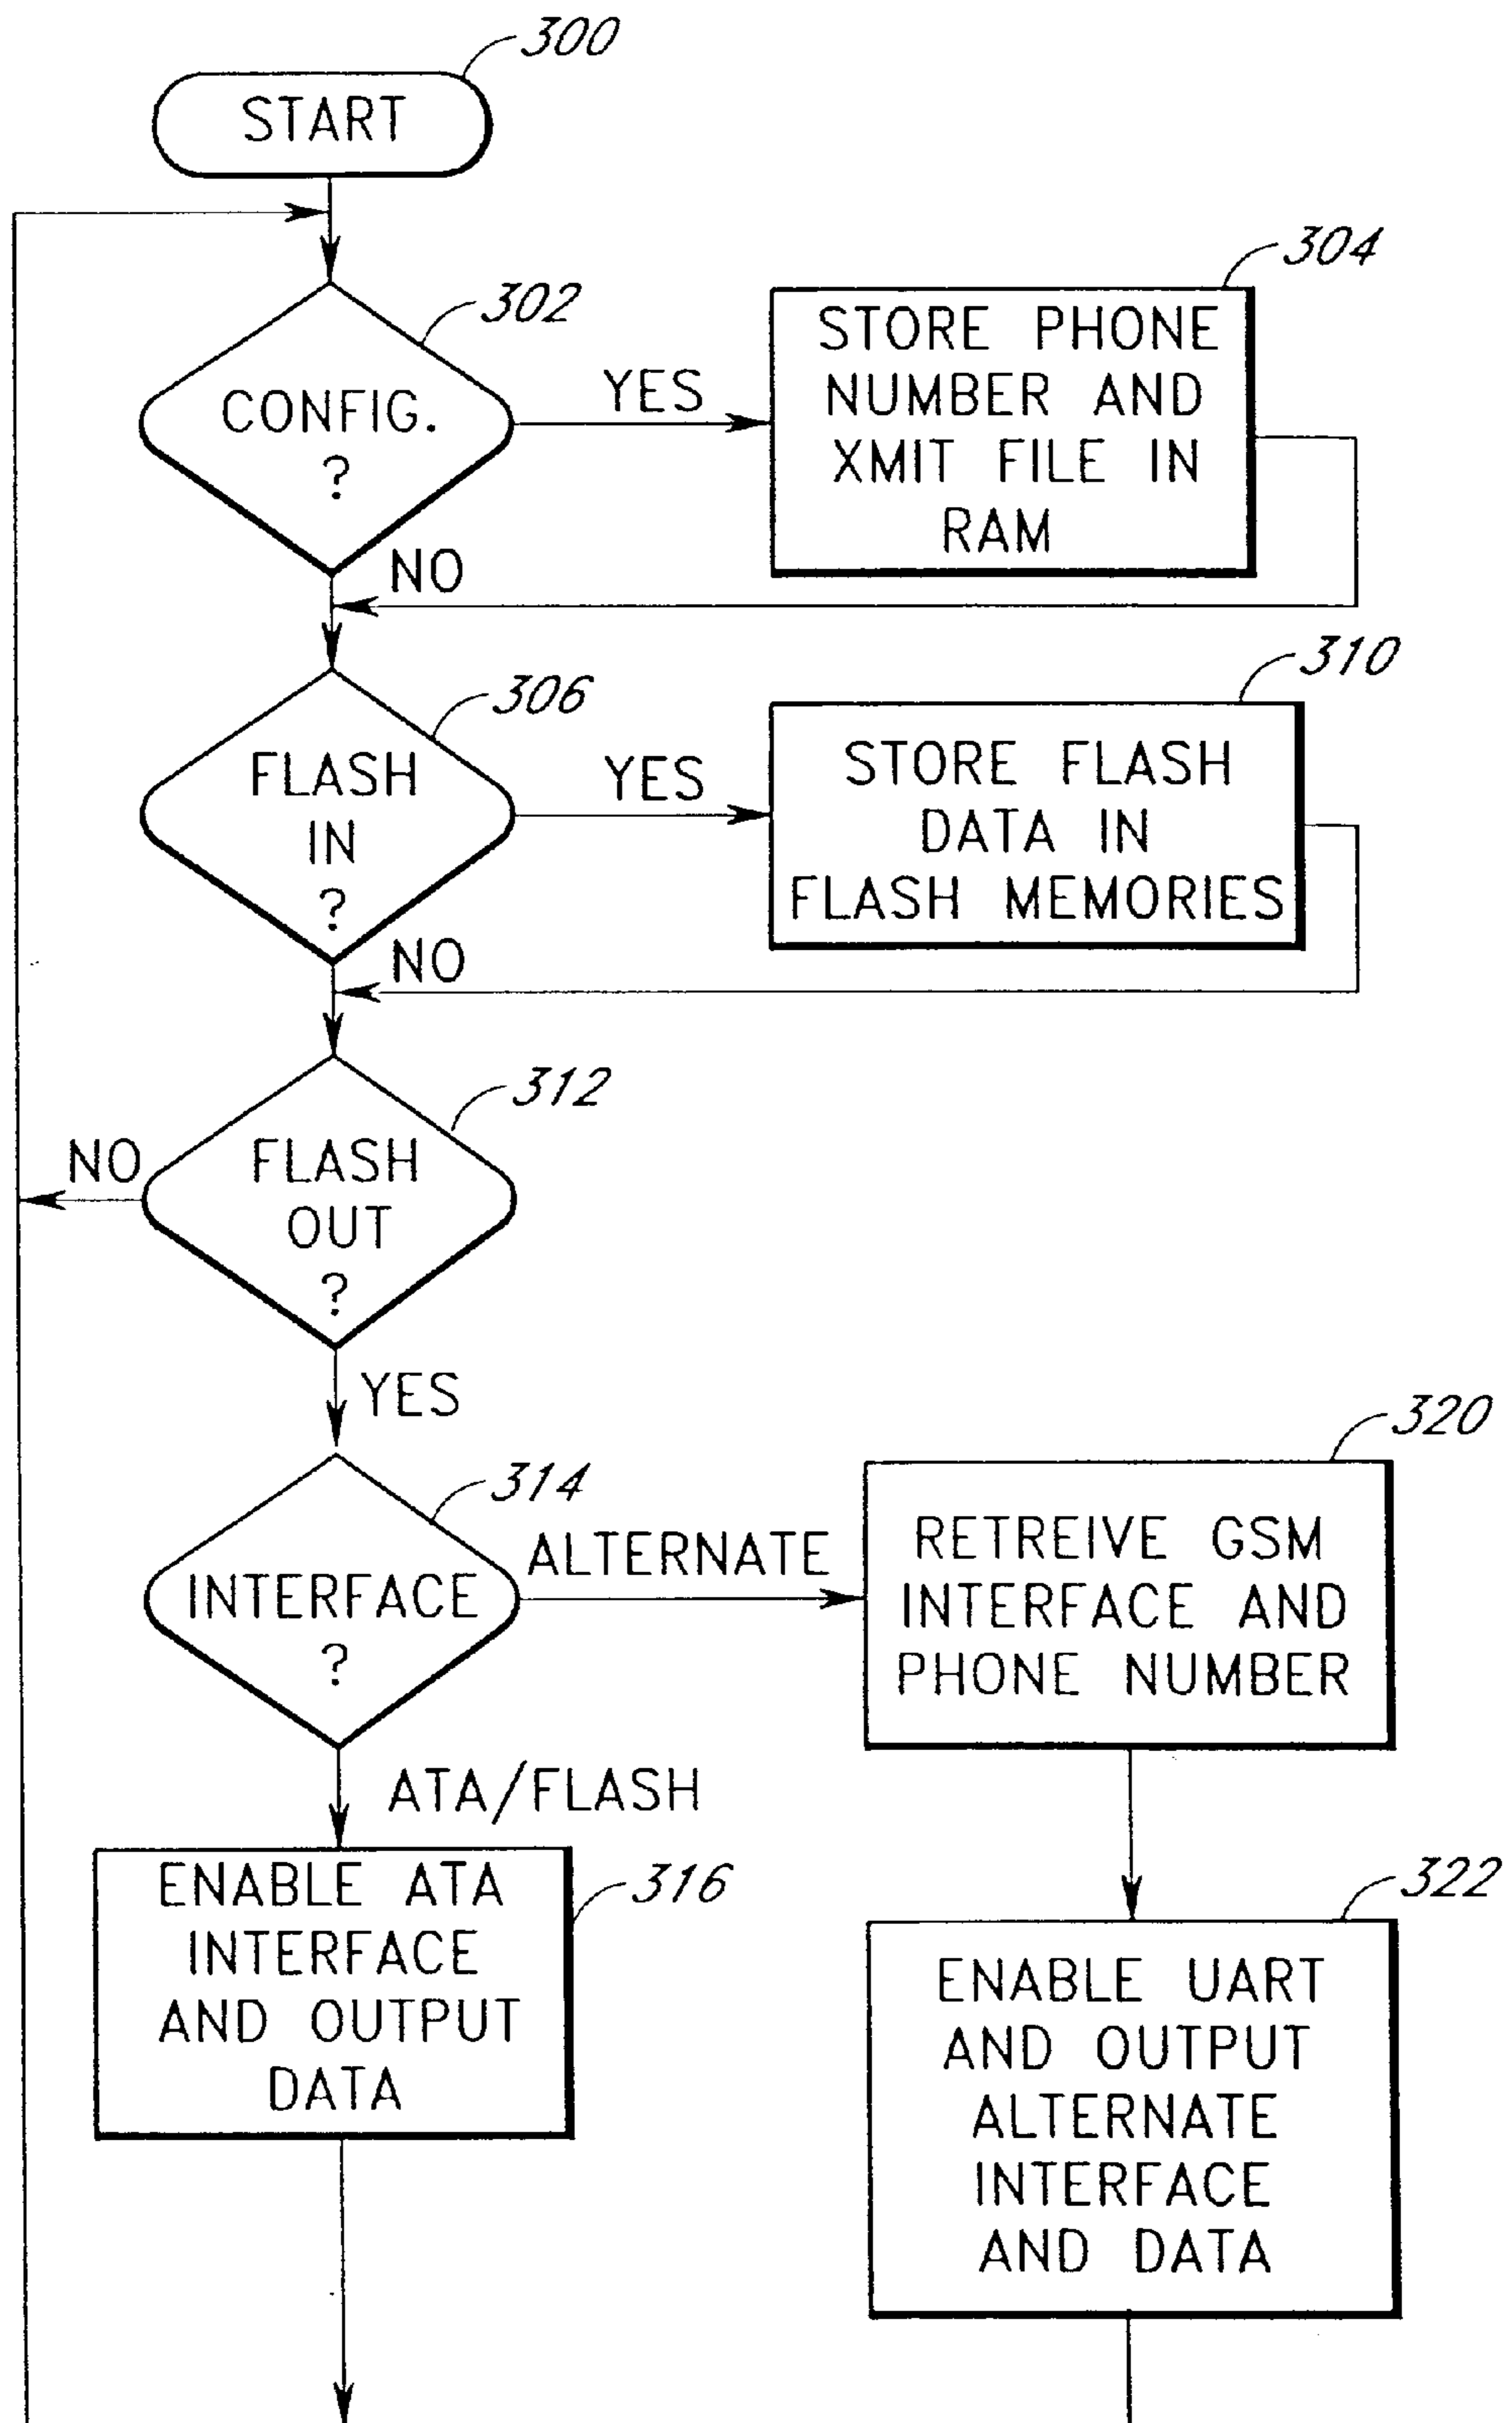 300
START
302
CONFIG.
?
YES
304
STORE PHONE
NUMBER AND
XMIT FILE IN
RAM
NO
306
FLASH
IN
?
YES
310
STORE FLASH
DATA IN
FLASH MEMORIES
NO
312
FLASH
OUT
?
NO
YES
314
INTERFACE
?
ALTERNATE
320
RETREIVE GSM
INTERFACE AND
PHONE NUMBER
ATA/FLASH
316
ENABLE ATA
INTERFACE
AND OUTPUT
DATA
322
ENABLE UART
AND OUTPUT
ALTERNATE
INTERFACE
AND DATA